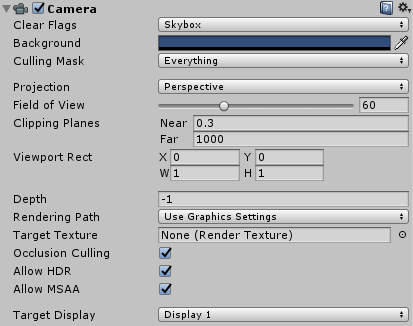 Camera
Clear Flags Skybox
Background
Culling Mask Everything
Projection Perspective
Field of View 60
Clipping Planes Near 0.3
Far 1000
Viewport Rect X 0 Y 0
W 1 H 1
Depth -1
Rendering Path Use Graphics Settings
Target Texture None (Render Texture)
Occlusion Culling
Allow HDR
Allow MSAA
Target Display Display 1